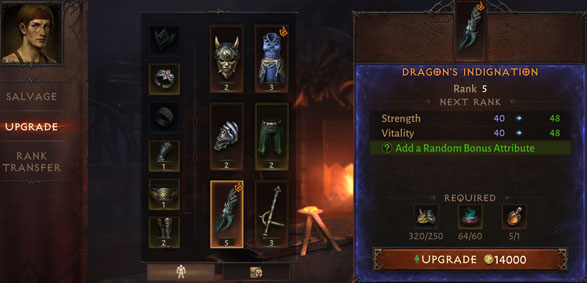 SALVAGE
UPGRADE
RANK
TRANSFER
2
3
2
2
1
1
2
5
3
DRAGON'S INDIGNATION
Rank 5
NEXT RANK
Strength 40 48
Vitality 40 48
? Add a Random Bonus Attribute
REQUIRED
320/250 64/60 5/1
UPGRADE 14000